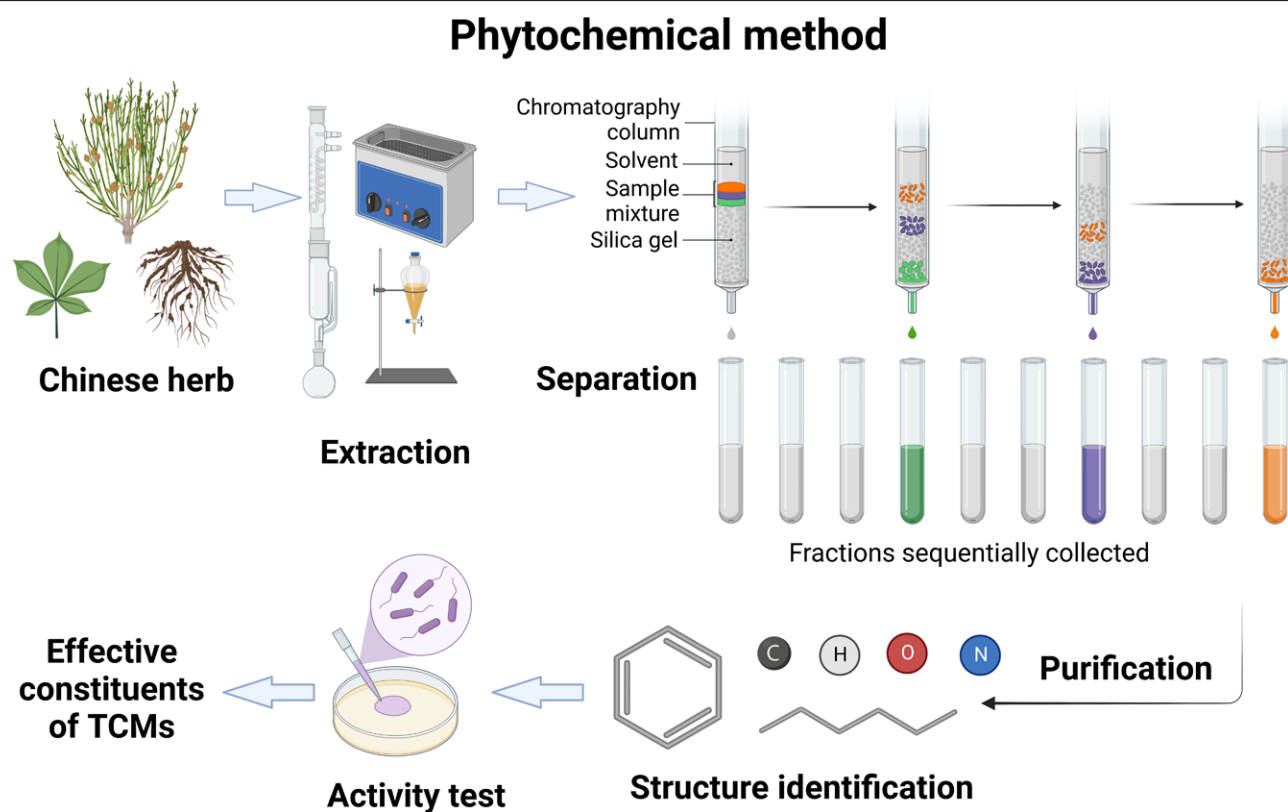 Phytochemical method
Chinese herb
Extraction
Chromatography
column
Solvent
Sample
mixture
Silica gel
Separation
Fractions sequentially collected
Purification
C H O N
Structure identification
Activity test
Effective
constituents
of TCMs